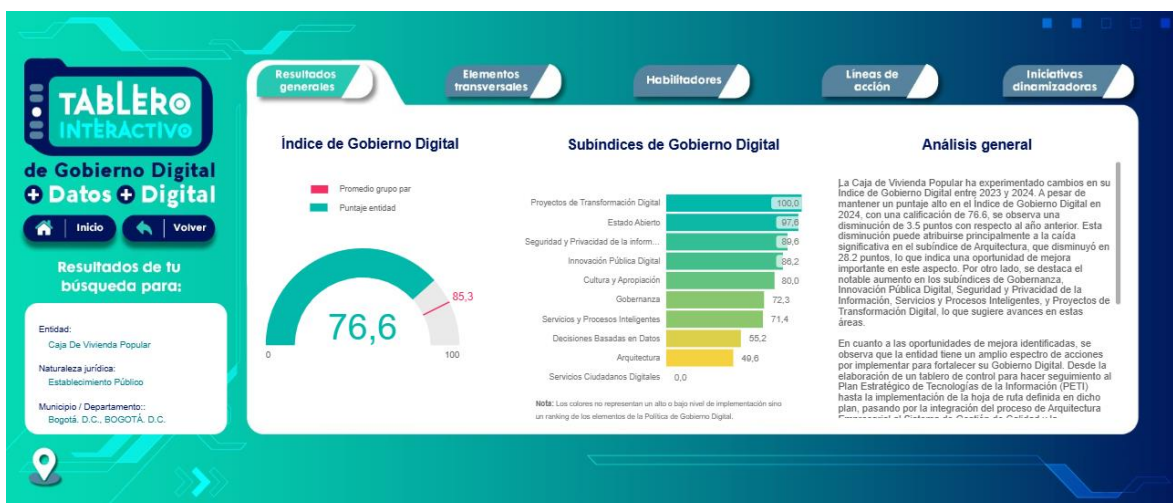 TABLERO
INTERACTIVO
de Gobierno Digital
+ Datos + Digital
Inicio
Volver
Resultados de tu
búsqueda para:
Entidad:
Caja De Vivienda Popular
Naturaleza jurídica:
Establecimiento Público
Municipio / Departamento::
Bogotá. D.C., BOGOTÁ. D.C.
Resultados
generales
Elementos
transversales
Habilitadores
Líneas de
acción
Iniciativas
dinamizadoras
Índice de Gobierno Digital
Promedio grupo par
Puntaje entidad
85,3
76,6
0
100
Subíndices de Gobierno Digital
Proyectos de Transformación Digital 100,0
Estado Abierto 97,6
Seguridad y Privacidad de la inform... 89,6
Innovación Pública Digital 86,2
Cultura y Apropiación 80,0
Gobernanza 72,3
Servicios y Procesos Inteligentes 71,4
Decisiones Basadas en Datos 55,2
Arquitectura 49,6
Servicios Ciudadanos Digitales 0,0
Nota: Los colores no representan un alto o bajo nivel de implementación sino
un ranking de los elementos de la Política de Gobierno Digital.
Análisis general
La Caja de Vivienda Popular ha experimentado cambios en su
Índice de Gobierno Digital entre 2023 y 2024. A pesar de
mantener un puntaje alto en el Índice de Gobierno Digital en
2024, con una calificación de 76.6, se observa una
disminución de 3.5 puntos con respecto al año anterior. Esta
disminución puede atribuirse principalmente a la caída
significativa en el subíndice de Arquitectura, que disminuyó en
28.2 puntos, lo que indica una oportunidad de mejora
importante en este aspecto. Por otro lado, se destaca el
notable aumento en los subíndices de Gobernanza,
Innovación Pública Digital, Seguridad y Privacidad de la
Información, Servicios y Procesos Inteligentes, y Proyectos de
Transformación Digital, lo que sugiere avances en estas
áreas.
En cuanto a las oportunidades de mejora identificadas, se
observa que la entidad tiene un amplio espectro de acciones
por implementar para fortalecer su Gobierno Digital. Desde la
elaboración de un tablero de control para hacer seguimiento al
Plan Estratégico de Tecnologías de la Información (PETI)
hasta la implementación de la hoja de ruta definida en dicho
plan, pasando por la integración del proceso de Arquitectura
Empresarial al Sistema de Gestión de Calidad y la